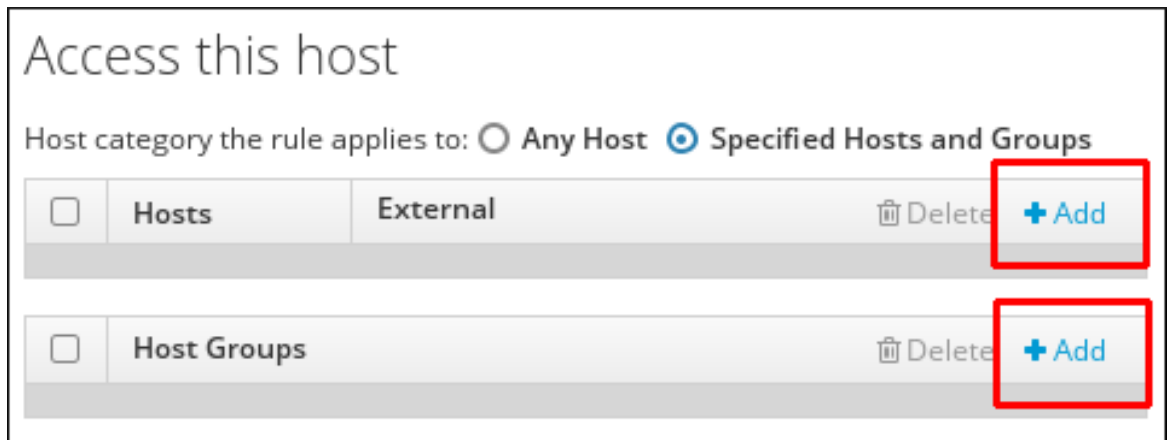 Access this host
Host category the rule applies to: Any Host Specified Hosts and Groups
Hosts External Delete Add
Host Groups Delete Add